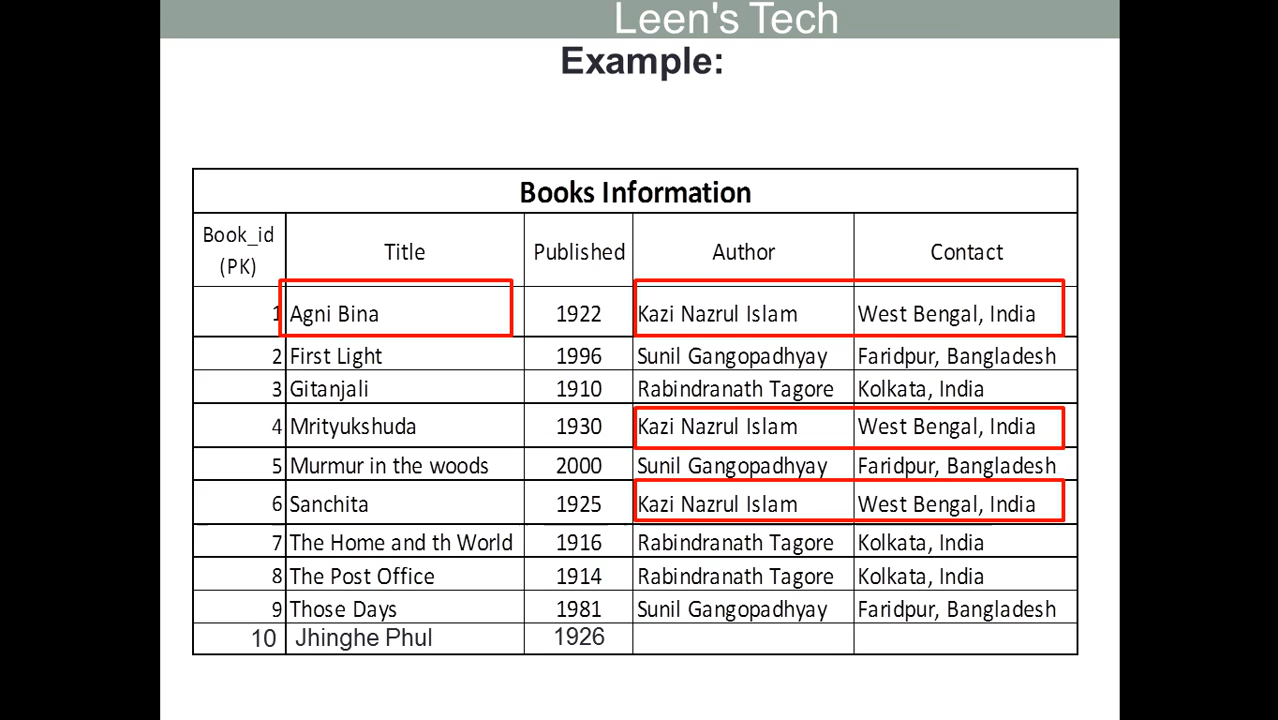 Leen's Tech
Example:
Books Information
Book_id (PK) Title Published Author Contact
1 Agni Bina 1922 Kazi Nazrul Islam West Bengal, India
2 First Light 1996 Sunil Gangopadhyay Faridpur, Bangladesh
3 Gitanjali 1910 Rabindranath Tagore Kolkata, India
4 Mrityukshuda 1930 Kazi Nazrul Islam West Bengal, India
5 Murmur in the woods 2000 Sunil Gangopadhyay Faridpur, Bangladesh
6 Sanchita 1925 Kazi Nazrul Islam West Bengal, India
7 The Home and th World 1916 Rabindranath Tagore Kolkata, India
8 The Post Office 1914 Rabindranath Tagore Kolkata, India
9 Those Days 1981 Sunil Gangopadhyay Faridpur, Bangladesh
10 Jhinghe Phul 1926